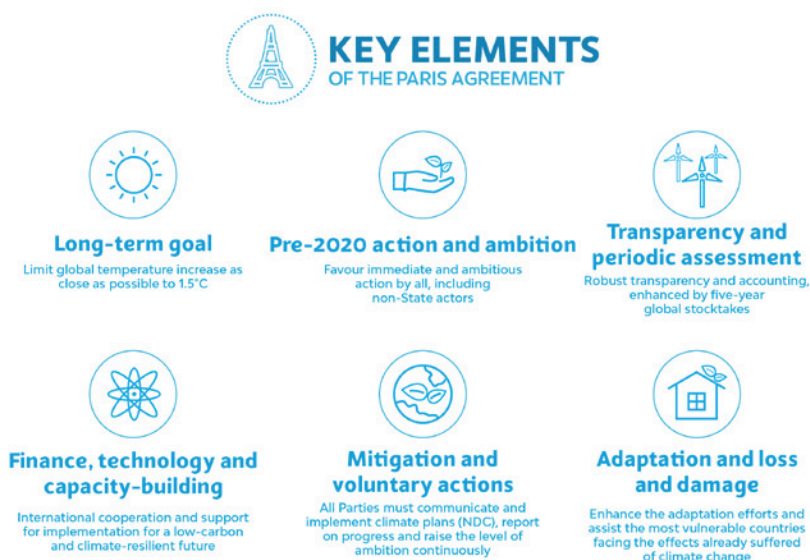 KEY ELEMENTS
OF THE PARIS AGREEMENT
Long-term goal
Limit global temperature increase as
close as possible to 1.5°C
Pre-2020 action and ambition
Favour immediate and ambitious
action by all, including
non-State actors
Transparency and
periodic assessment
Robust transparency and accounting,
enhanced by five-year
global stocktakes
Finance, technology and
capacity-building
International cooperation and support
for implementation for a low-carbon
and climate-resilient future
Mitigation and
voluntary actions
All Parties must communicate and
implement climate plans (NDC), report
on progress and raise the level of
ambition continuously
Adaptation and loss
and damage
Enhance the adaptation efforts and
assist the most vulnerable countries
facing the effects already suffered
of climate change